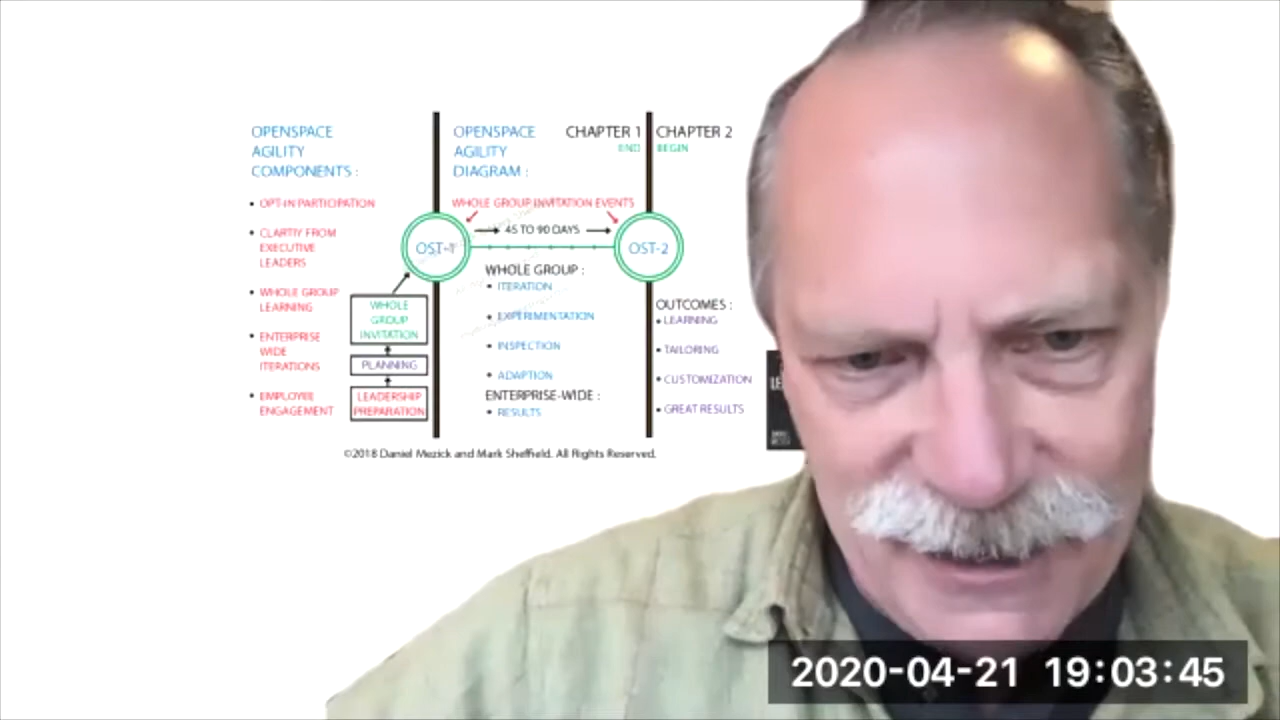 OPENSPACE
AGILITY
COMPONENTS :
• OPT-IN PARTICIPATION
• CLARTIY FROM
EXECUTIVE
LEADERS
• WHOLE GROUP
LEARNING
• ENTERPRISE
WIDE
ITERATIONS
• EMPLOYEE
ENGAGEMENT
WHOLE
GROUP
INVITATION
PLANNING
LEADERSHIP
PREPARATION
OPENSPACE
AGILITY
DIAGRAM :
CHAPTER 1
END
CHAPTER 2
BEGIN
WHOLE GROUP INVITATION EVENTS
OST-1
45 TO 90 DAYS
OST-2
WHOLE GROUP :
• ITERATION
• EXPERIMENTATION
• INSPECTION
• ADAPTION
ENTERPRISE-WIDE :
• RESULTS
OUTCOMES :
• LEARNING
• TAILORING
• CUSTOMIZATION
• GREAT RESULTS
©2018 Daniel Mezick and Mark Sheffield. All Rights Reserved.
2020-04-21 19:03:45